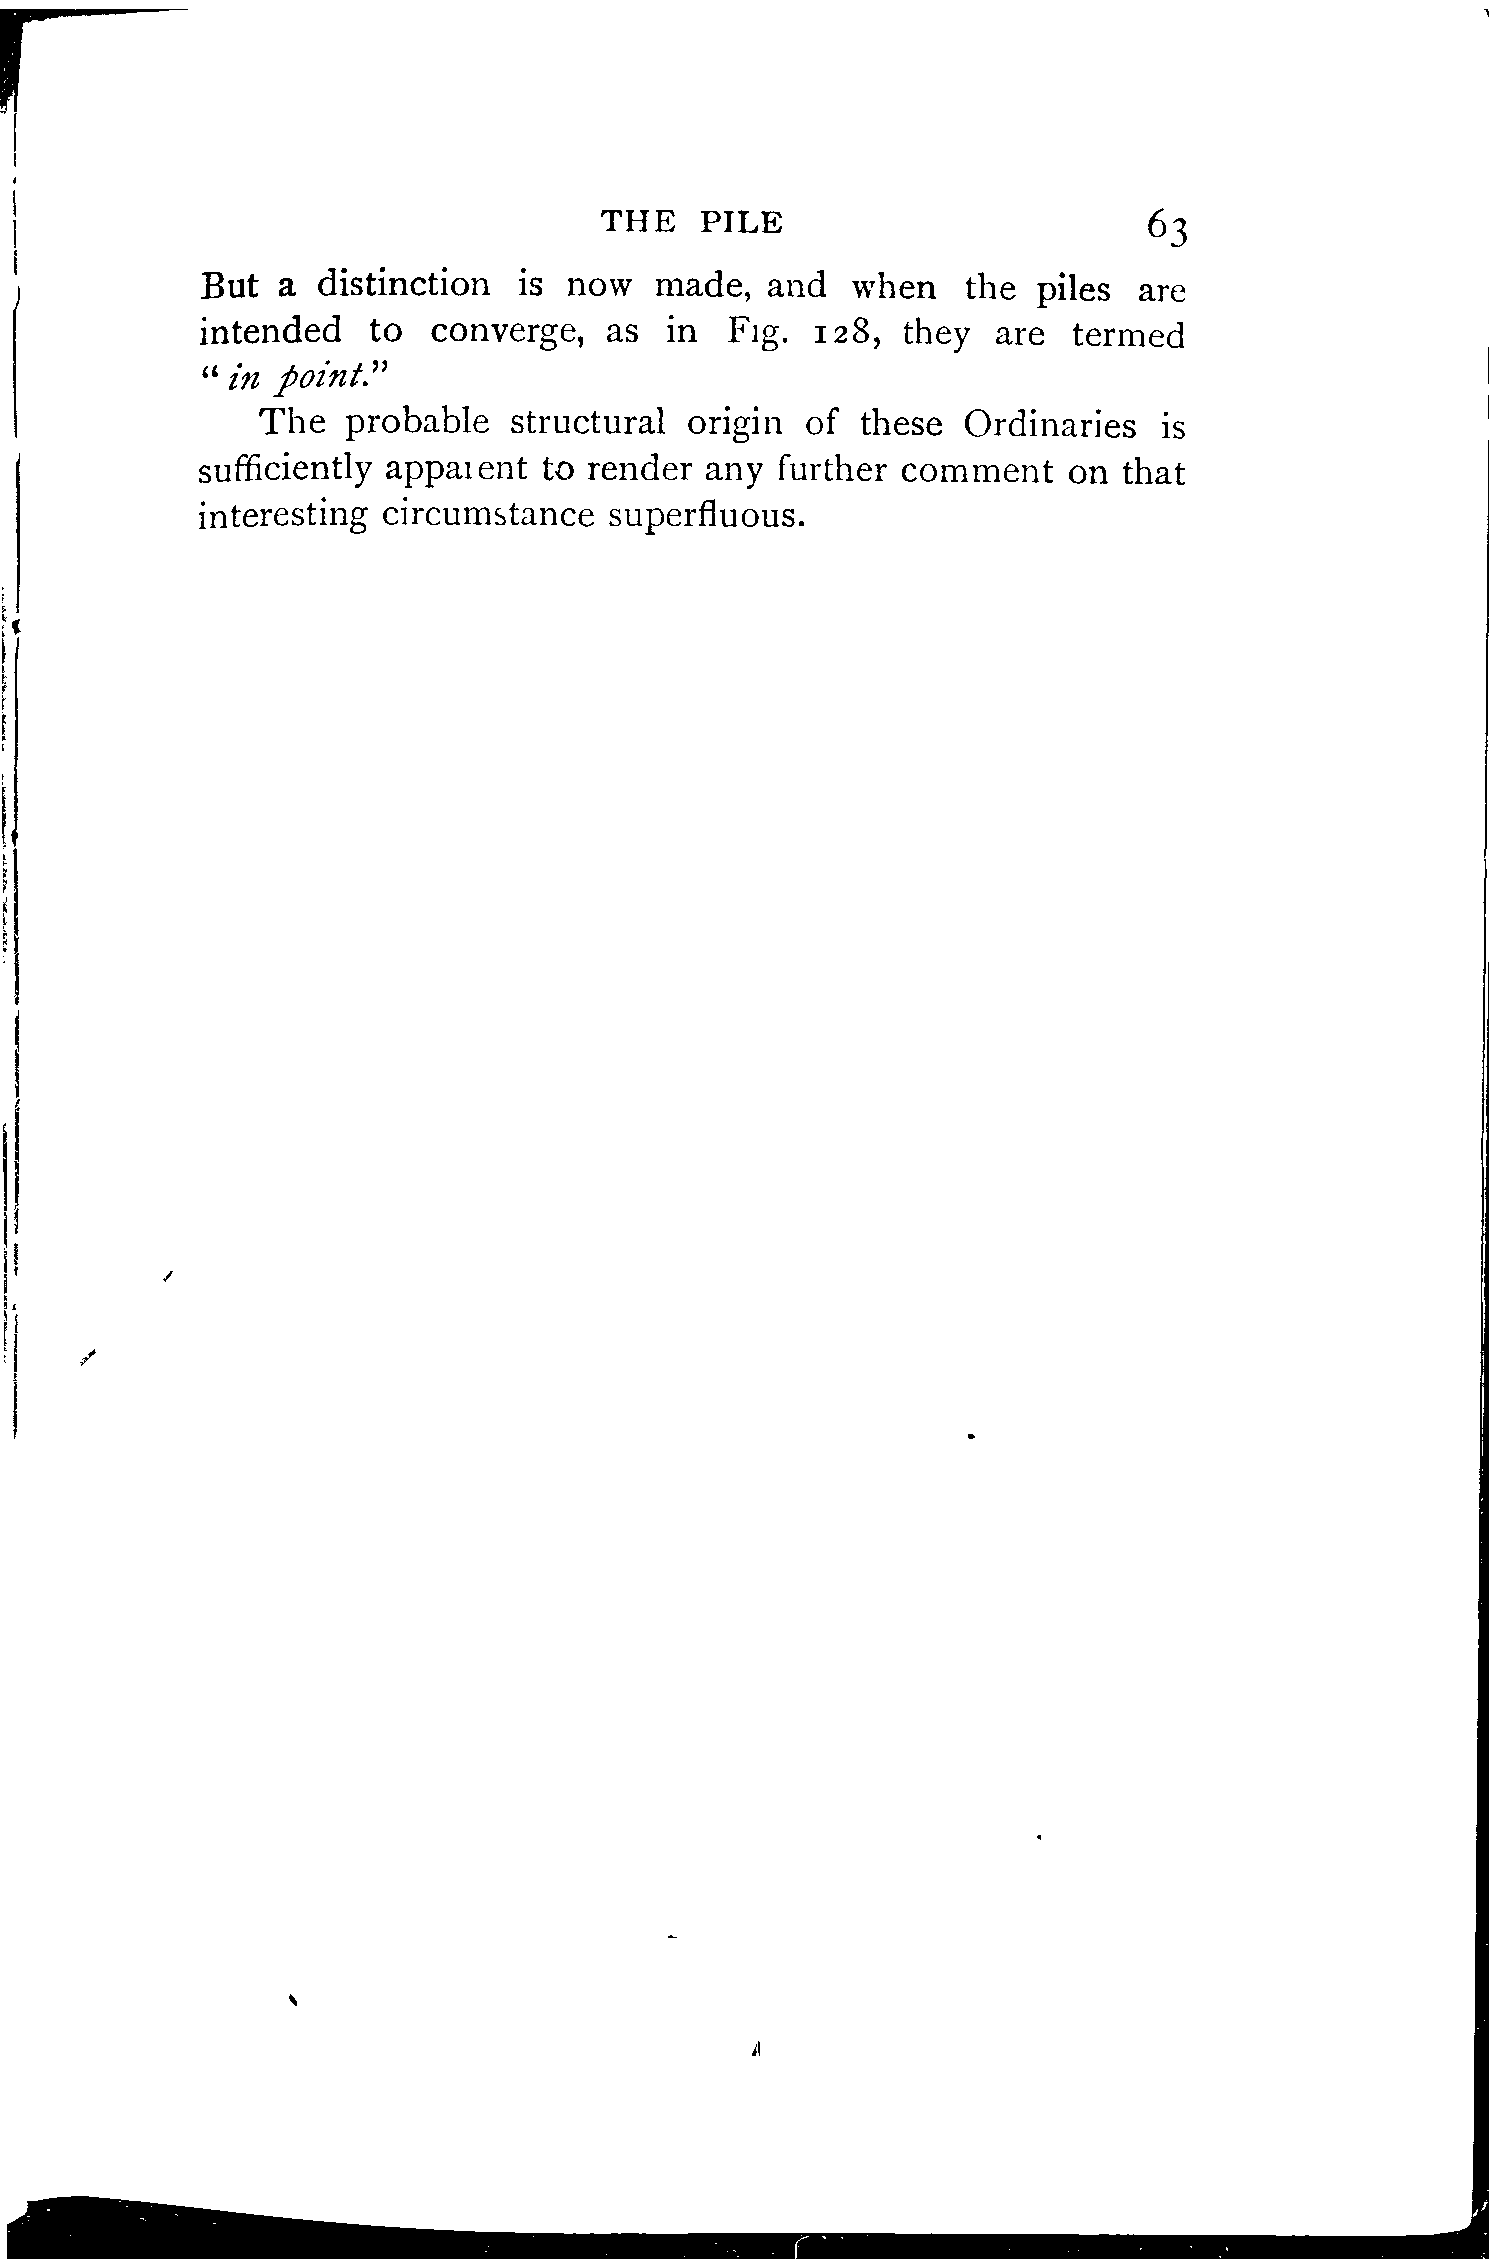 THE PILE 63
But a distinction is now made, and when the piles are
intended to converge, as in Fig. 128, they are termed
“ in point.”
The probable structural origin of these Ordinaries is
sufficiently apparent to render any further comment on that
interesting circumstance superfluous.